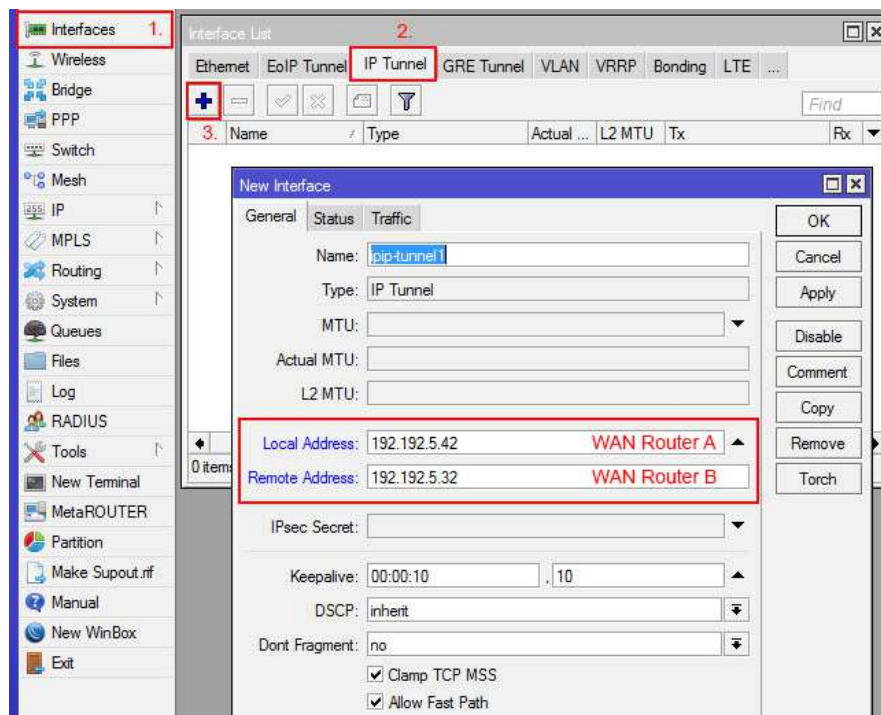 Interfaces 1.
Wireless
Bridge
PPP
Switch
Mesh
IP
MPLS
Routing
System
Queues
Files
Log
RADIUS
Tools
New Terminal
MetaROUTER
Partition
Make Supout.rif
Manual
New WinBox
Exit
Interface List
2.
Ethernet EoIP Tunnel IP Tunnel GRE Tunnel VLAN VRRP Bonding LTE ...
Find
3. Name / Type Actual ... L2 MTU Tx Rx
0 items
New Interface
General Status Traffic
Name: ipip-tunnel1
Type: IP Tunnel
MTU:
Actual MTU:
L2 MTU:
Local Address: 192.192.5.42 WAN Router A
Remote Address: 192.192.5.32 WAN Router B
IPsec Secret:
Keepalive: 00:00:10 , 10
DSCP: inherit
Dont Fragment: no
Clamp TCP MSS
Allow Fast Path
OK
Cancel
Apply
Disable
Comment
Copy
Remove
Torch